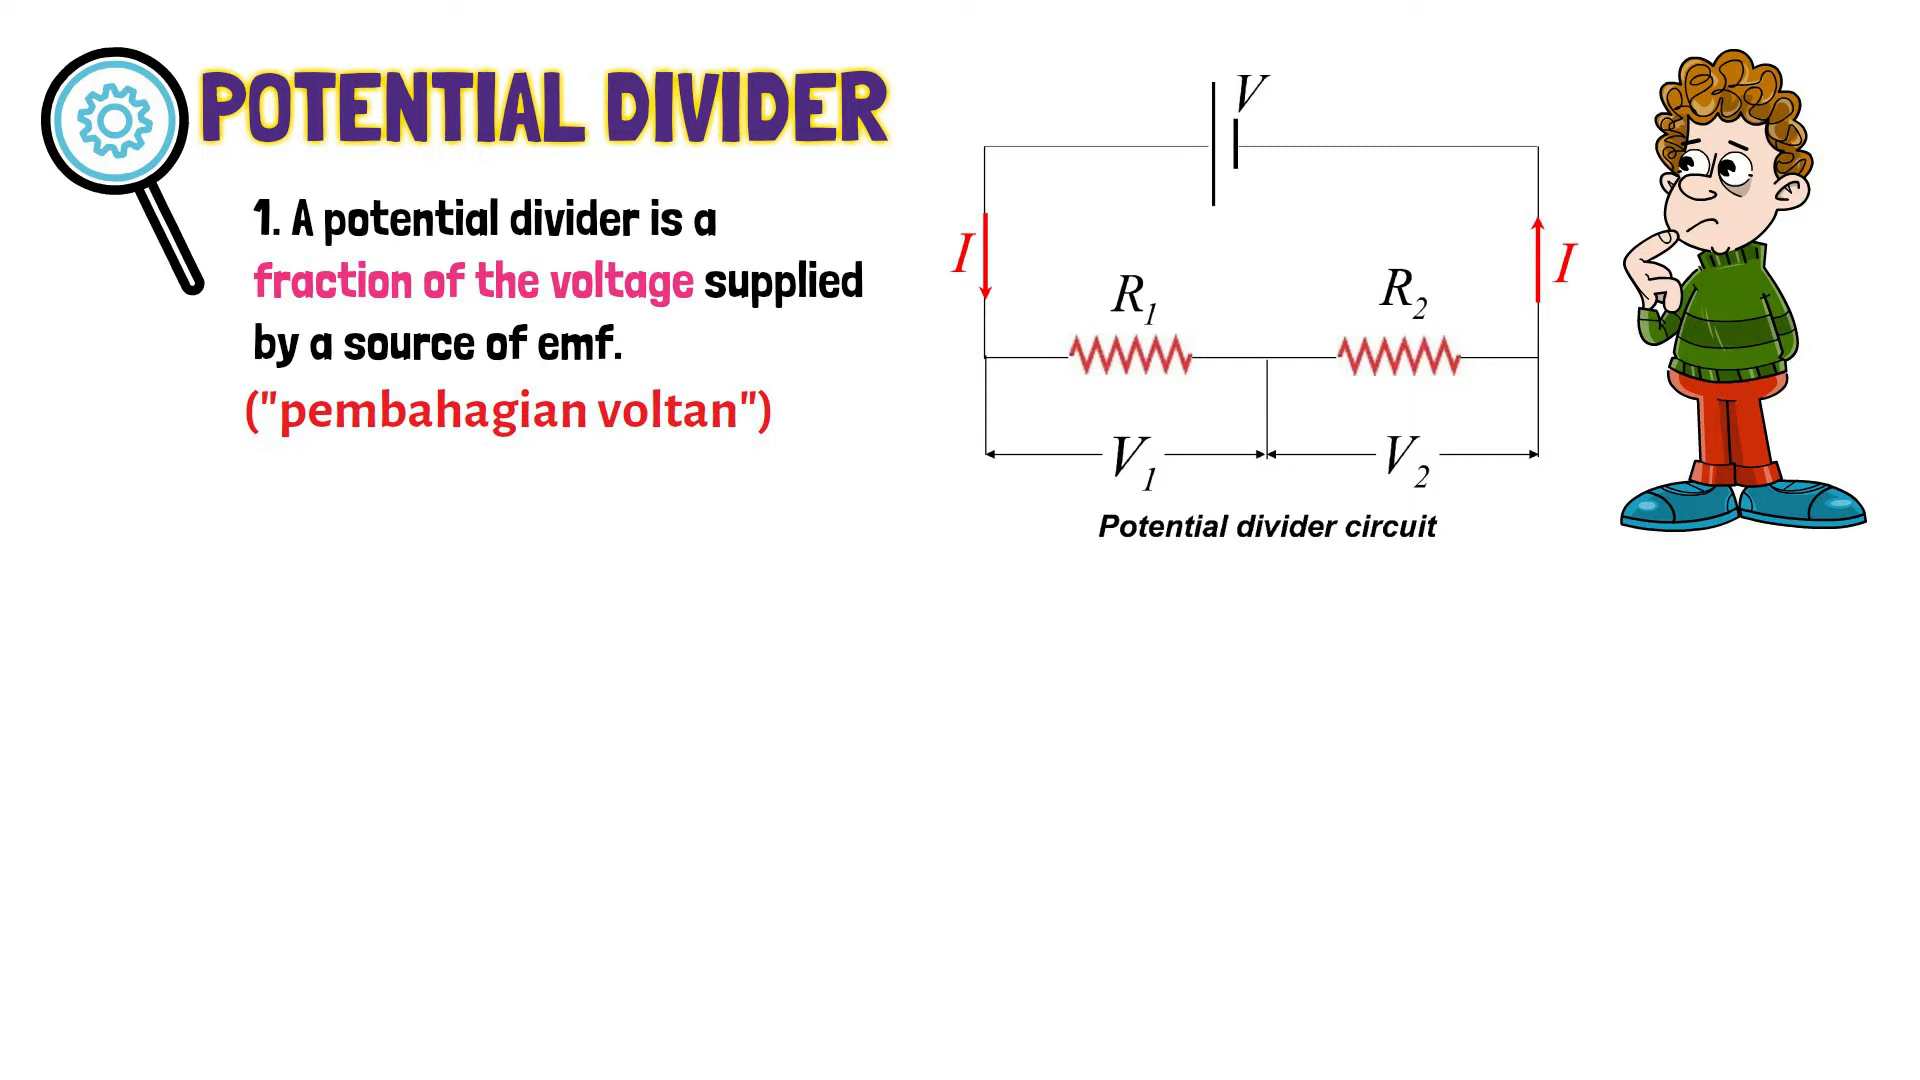 POTENTIAL DIVIDER
1. A potential divider is a
fraction of the voltage supplied
by a source of emf.
("pembahagian voltan")
V
I
I
R1
R2
V1
V2
Potential divider circuit